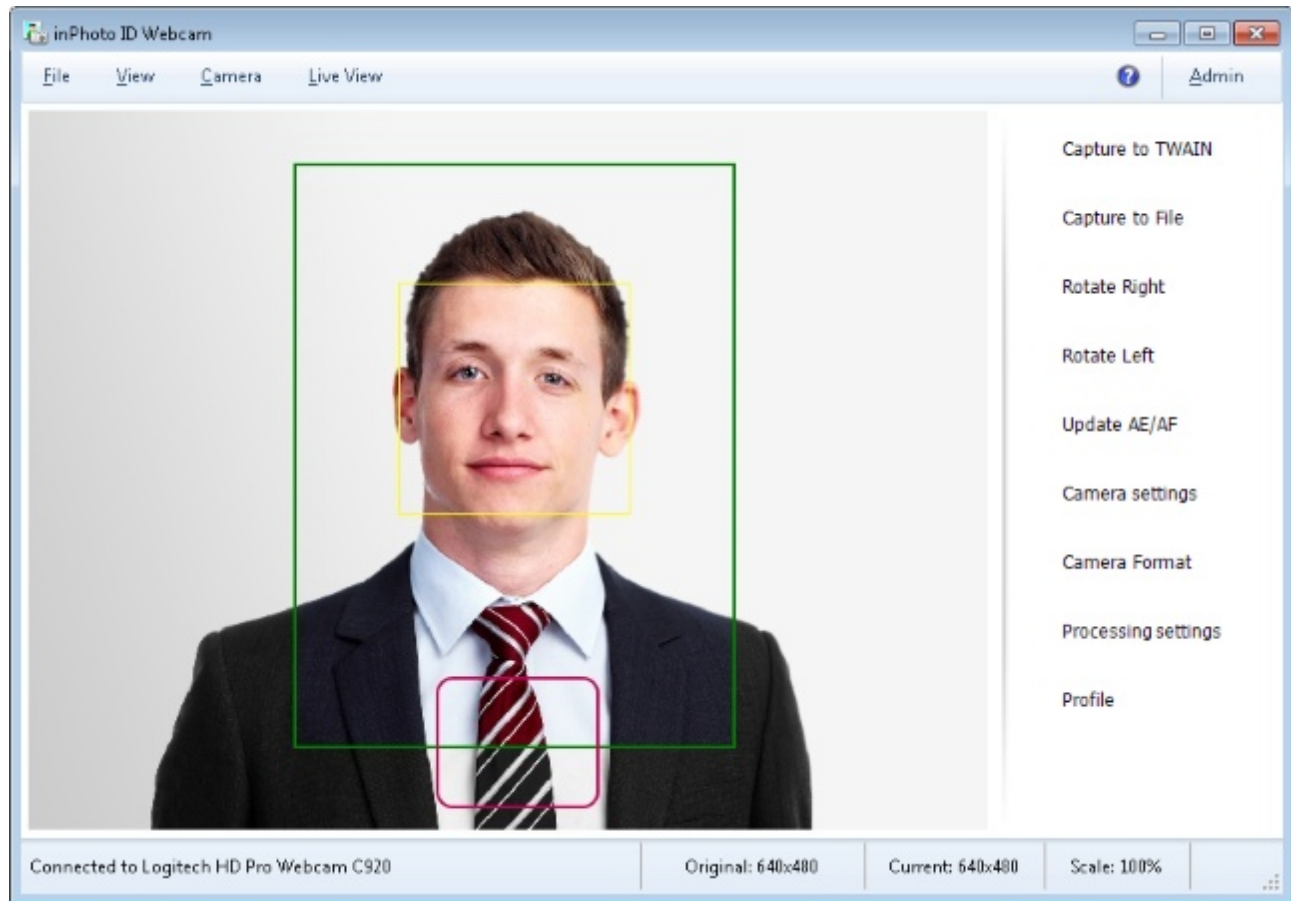 inPhoto ID Webcam
File View Camera Live View ? Admin
Capture to TWAIN
Capture to File
Rotate Right
Rotate Left
Update AE/AF
Camera settings
Camera Format
Processing settings
Profile
Connected to Logitech HD Pro Webcam C920 Original: 640x480 Current: 640x480 Scale: 100%